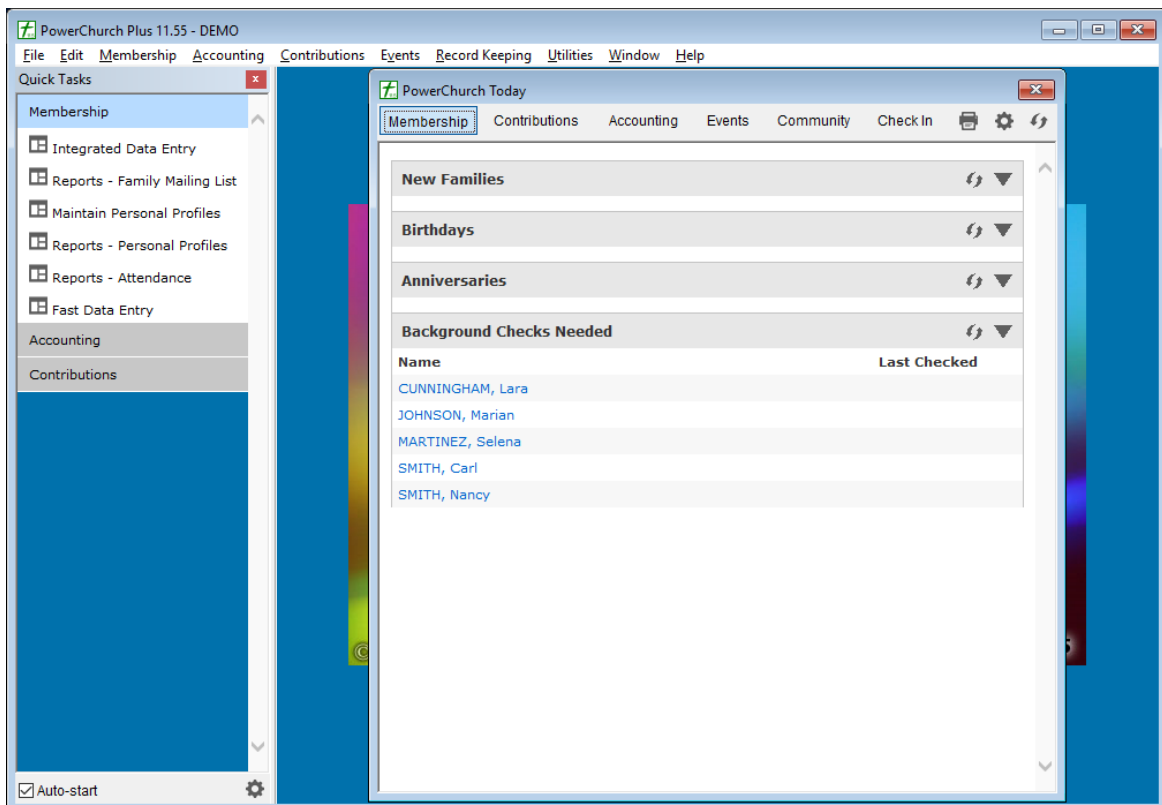 PowerChurch Plus 11.55 - DEMO
File Edit Membership Accounting Contributions Events Record Keeping Utilities Window Help
Quick Tasks
Membership
Integrated Data Entry
Reports - Family Mailing List
Maintain Personal Profiles
Reports - Personal Profiles
Reports - Attendance
Fast Data Entry
Accounting
Contributions
Auto-start
PowerChurch Today
Membership Contributions Accounting Events Community Check In
New Families
Birthdays
Anniversaries
Background Checks Needed
Name Last Checked
CUNNINGHAM, Lara
JOHNSON, Marian
MARTINEZ, Selena
SMITH, Carl
SMITH, Nancy
©
5